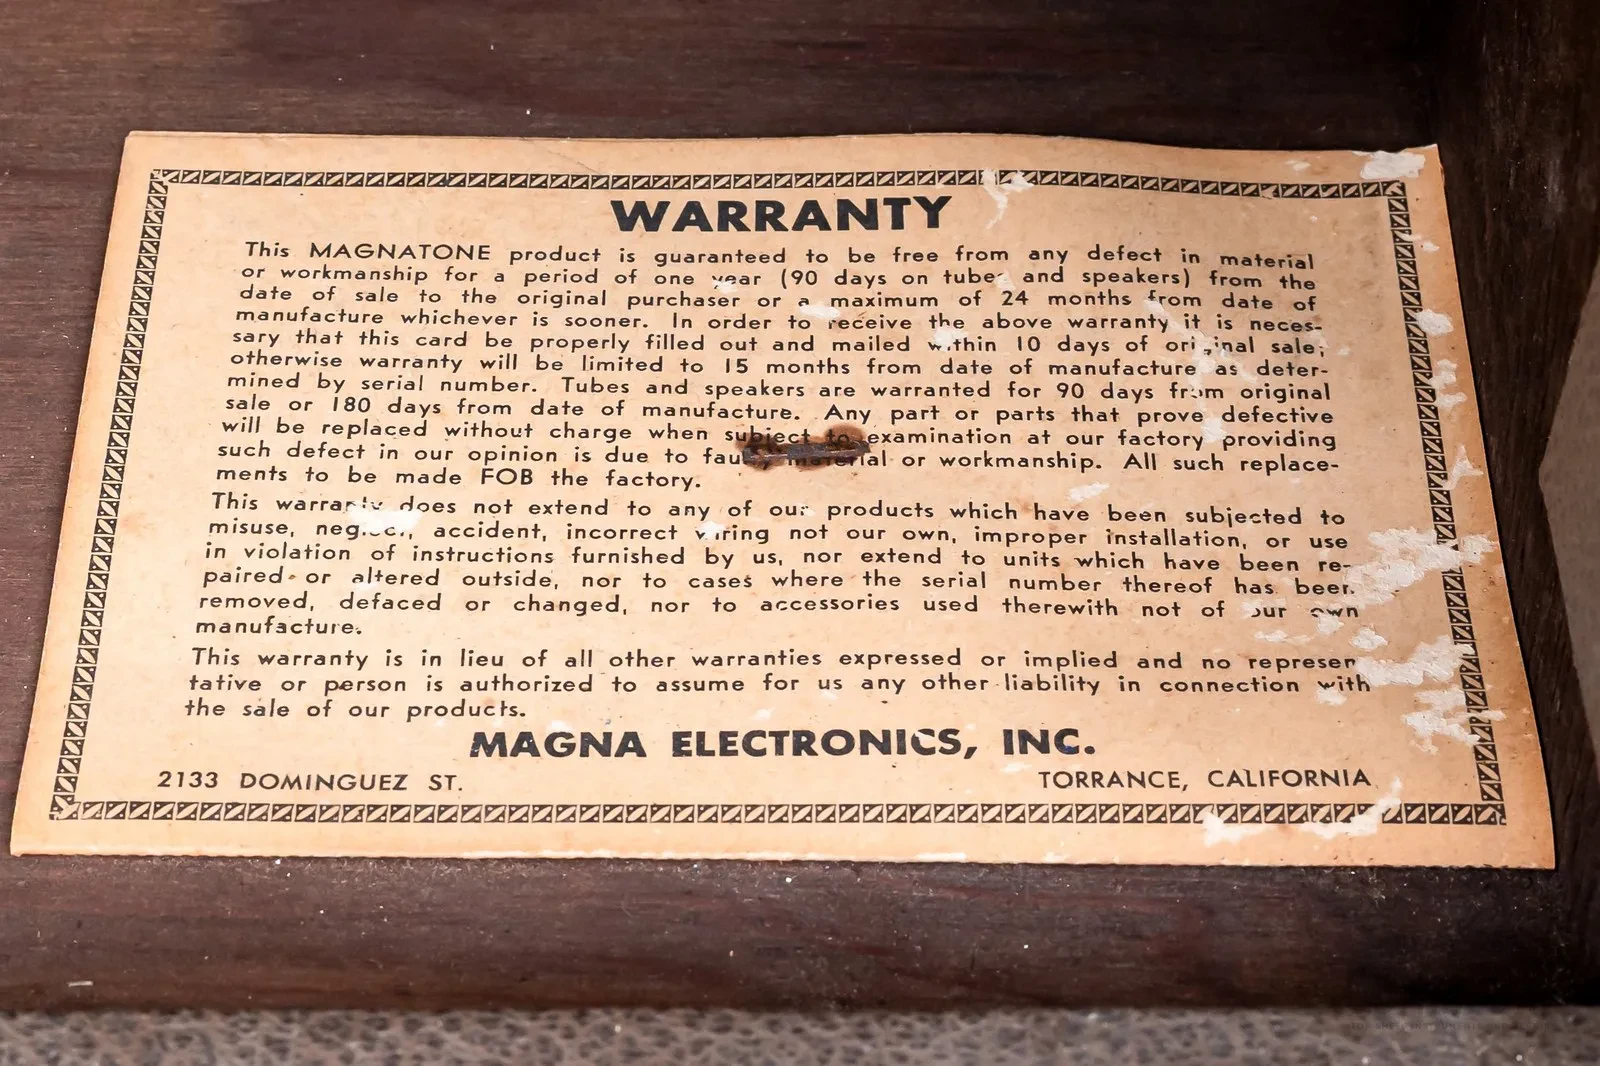 WARRANTY
This MAGNATONE product is guaranteed to be free from any defect in material
or workmanship for a period of one year (90 days on tubes and speakers) from the
date of sale to the original purchaser or a maximum of 24 months from date of
manufacture whichever is sooner. In order to receive the above warranty it is neces-
sary that this card be properly filled out and mailed within 10 days of original sale;
otherwise warranty will be limited to 15 months from date of manufacture as deter-
mined by serial number. Tubes and speakers are warranted for 90 days from original
sale or 180 days from date of manufacture. Any part or parts that prove defective
will be replaced without charge when subject to examination at our factory providing
such defect in our opinion is due to faulty material or workmanship. All such replace-
ments to be made FOB the factory.
This warranty does not extend to any of our products which have been subjected to
misuse, neglect, accident, incorrect wiring not our own, improper installation, or use
in violation of instructions furnished by us, nor extend to units which have been re-
paired or altered outside, nor to cases where the serial number thereof has been
removed, defaced or changed, nor to accessories used therewith not of our own
manufacture.
This warranty is in lieu of all other warranties expressed or implied and no represen
tative or person is authorized to assume for us any other liability in connection with
the sale of our products.
MAGNA ELECTRONICS, INC.
2133 DOMINGUEZ ST. TORRANCE, CALIFORNIA